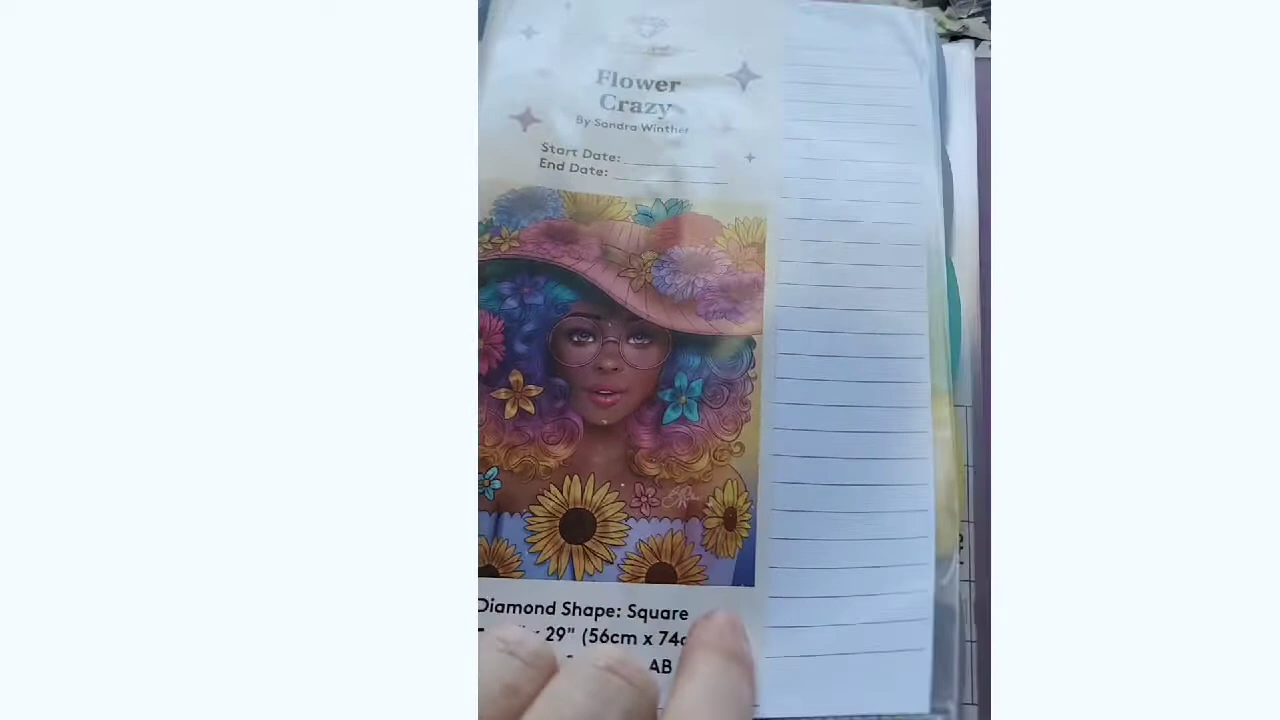 Flower
Crazy
By Sandra Winther
Start Date:
End Date:
Diamond Shape: Square
29" (56cm x 74c
AB